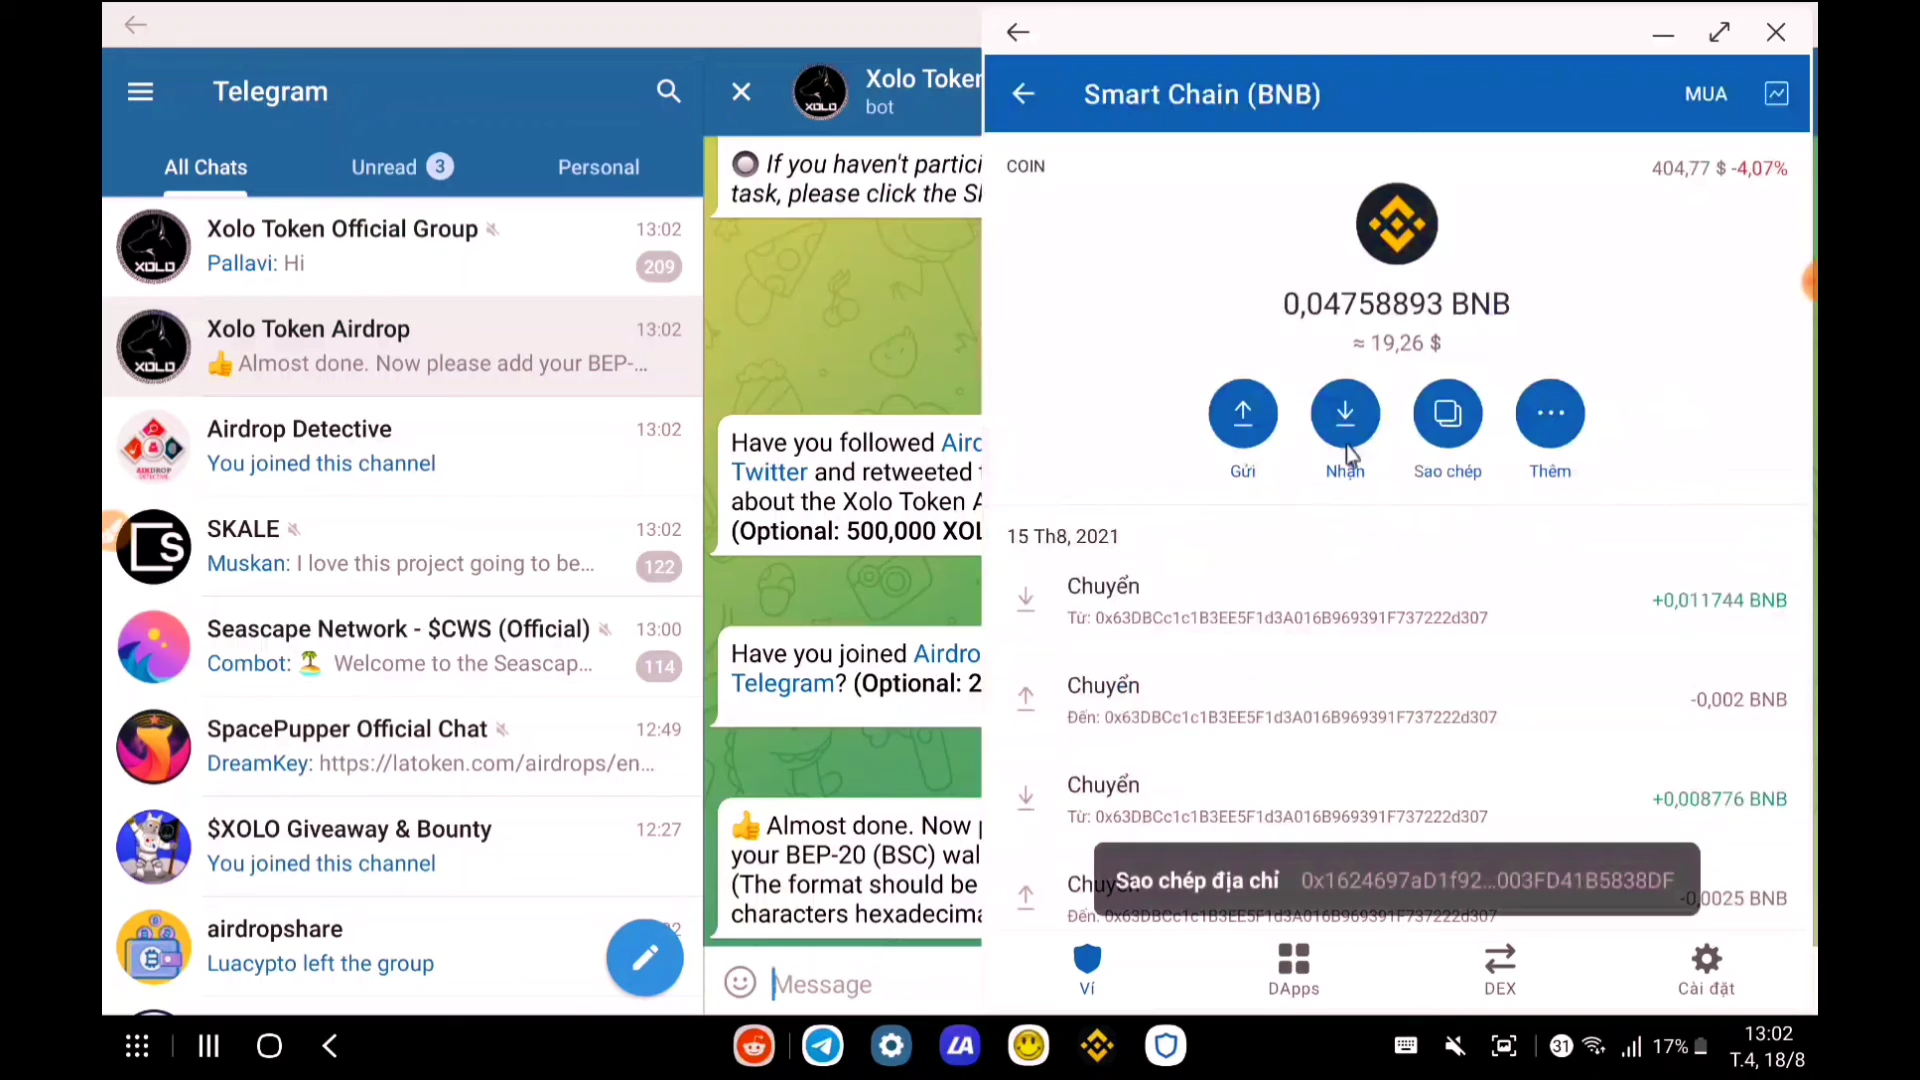 Telegram
All Chats
Unread 3
Personal
Xolo Token Official Group 13:02
Pallavi: Hi 209
Xolo Token Airdrop 13:02
👍 Almost done. Now please add your BEP-...
Airdrop Detective 13:02
You joined this channel
SKALE 13:02
Muskan: I love this project going to be... 122
Seascape Network - $CWS (Official) 13:00
Combot: 🏝 Welcome to the Seascap... 114
SpacePupper Official Chat 12:49
DreamKey: https://latoken.com/airdrops/en...
$XOLO Giveaway & Bounty 12:27
You joined this channel
airdropshare
Luacypto left the group
XOLO
XOLO
AIRDROP
Xolo Token
bot
XOLO
If you haven't partici
task, please click the
Have you followed
Twitter and retweeted
about the Xolo Token
(Optional: 500,000
Have you joined
Telegram? (Optional: 2
👍 Almost done. Now
your BEP-20 (BSC)
(The format should be
characters
Message
Smart Chain (BNB)
MUA
COIN
404,77 $ -4,07%
0,04758893 BNB
≈ 19,26 $
Gửi
Nhận
Sao chép
Thêm
15 Th8, 2021
Chuyển
+0,011744 BNB
Từ: 0x63DBCc1c1B3EE5F1d3A016B969391F737222d307
Chuyển
-0,002 BNB
Đến: 0x63DBCc1c1B3EE5F1d3A016B969391F737222d307
Chuyển
+0,008776 BNB
Từ: 0x63DBCc1c1B3EE5F1d3A016B969391F737222d307
Sao chép địa chỉ 0x1624697aD1f92...003FD41B5838DF
-0,0025 BNB
Đến: 0x63DBCc1c1B3EE5F1d3A016B969391F737222d307
Ví
DApps
DEX
Cài đặt
31
17%
13:02
T.4, 18/8